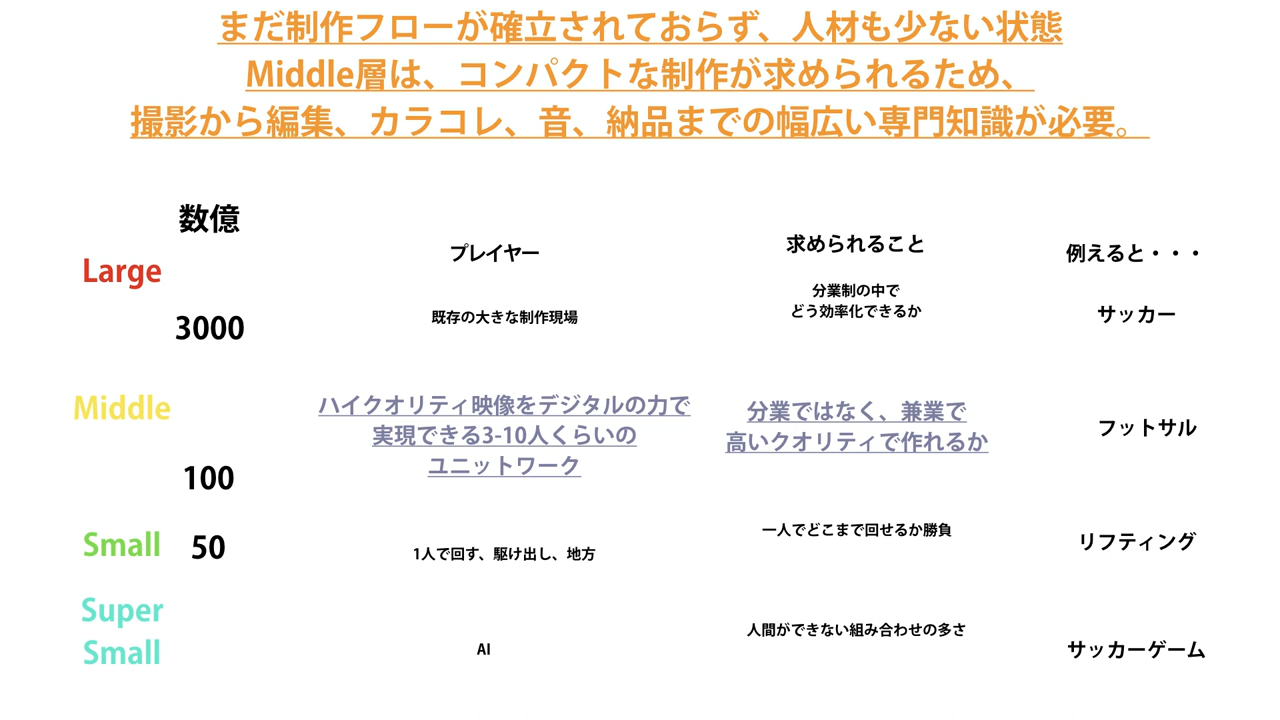 まだ制作フローが確立されておらず、人材も少ない状態
Middle層は、コンパクトな制作が求められるため、
撮影から編集、カラコレ、音、納品までの幅広い専門知識が必要。
数億
プレイヤー
求められること
例えると・・・
Large
既存の大きな制作現場
分業制の中で
どう効率化できるか
サッカー
3000
Middle
ハイクオリティ映像をデジタルの力で
実現できる3-10人くらいの
ユニットワーク
分業ではなく、兼業で
高いクオリティで作れるか
フットサル
100
Small
50
1人で回す、駆け出し、地方
一人でどこまで回せるか勝負
リフティング
Super
Small
AI
人間ができない組み合わせの多さ
サッカーゲーム